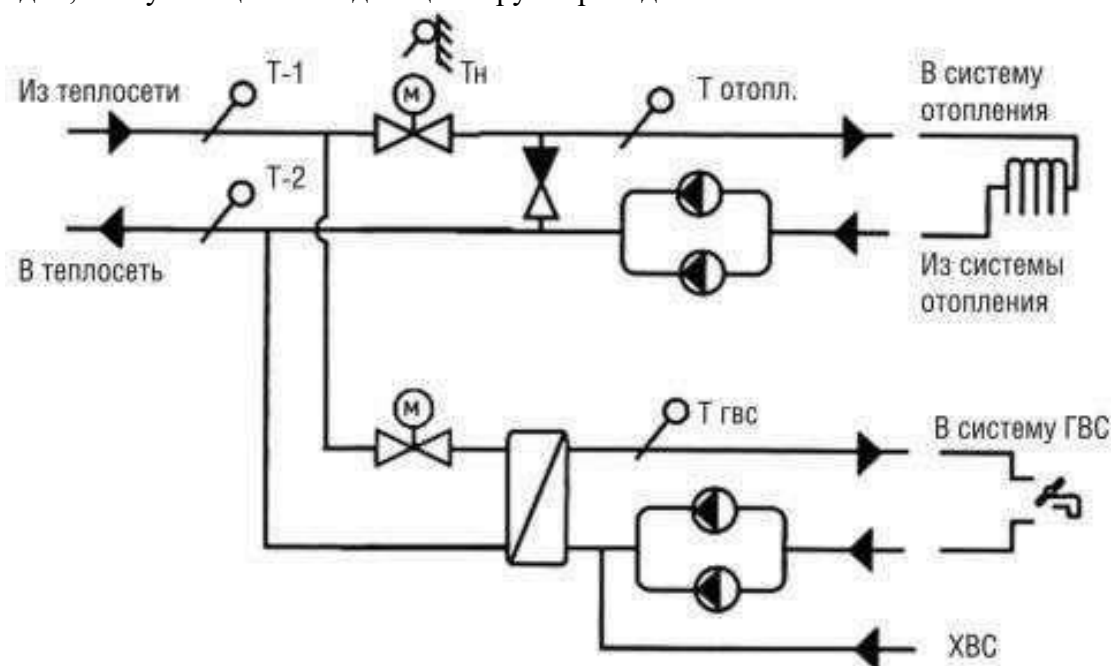 Т-1
Тн
Из теплосети
Т отопл.
В систему
отопления
М
Т-2
В теплосеть
Из системы
отопления
М
Т гвс
В систему ГВС
ХВС